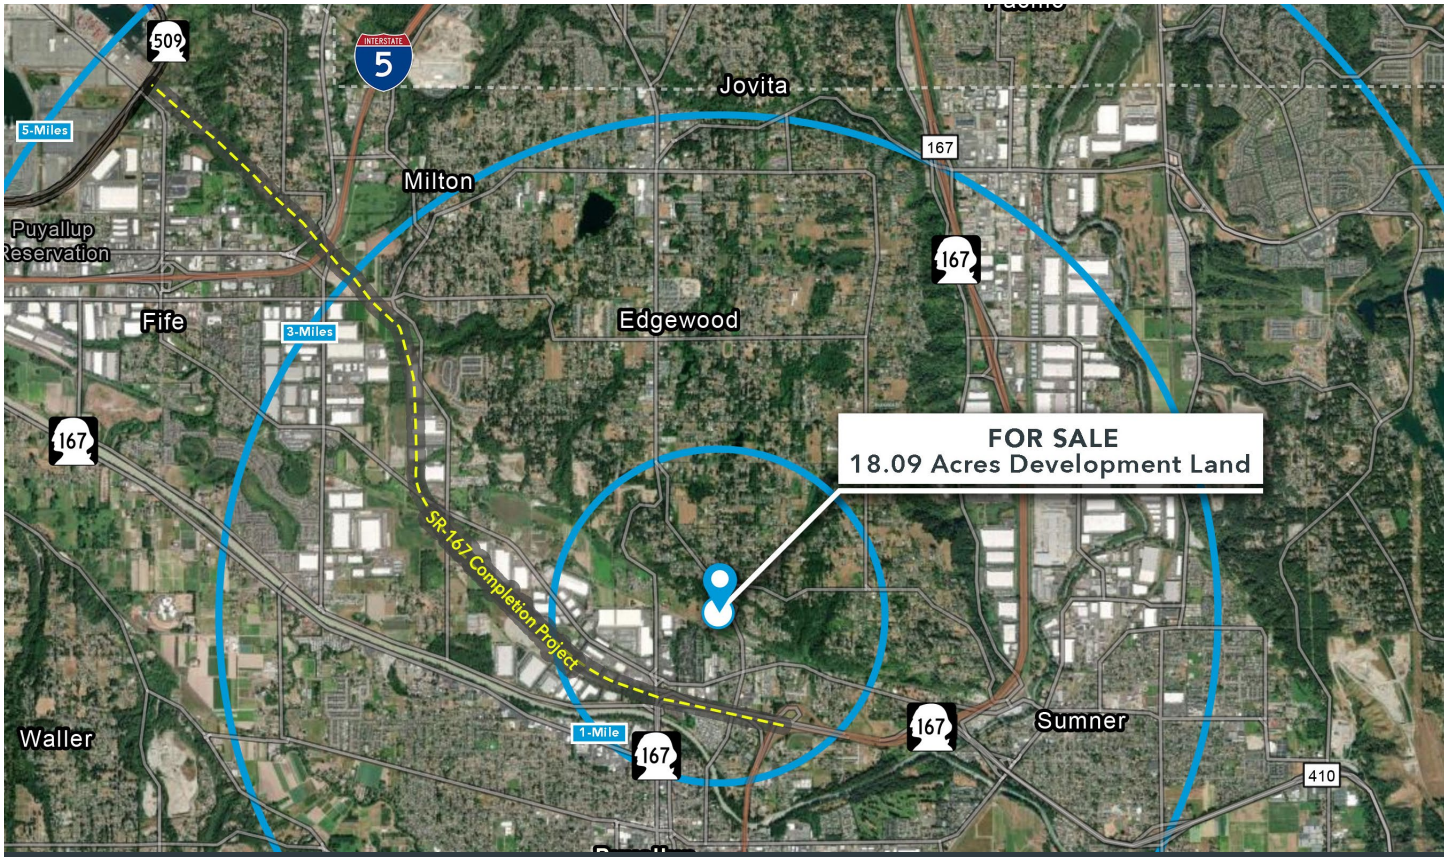 509
INTERSTATE
5
Jovita
5-Miles
167
Milton
Puyallup
Reservation
167
Fife
3-Miles
Edgewood
167
FOR SALE
18.09 Acres Development Land
SR-167 Completion Project
Waller
1-Mile
167
167
Sumner
410